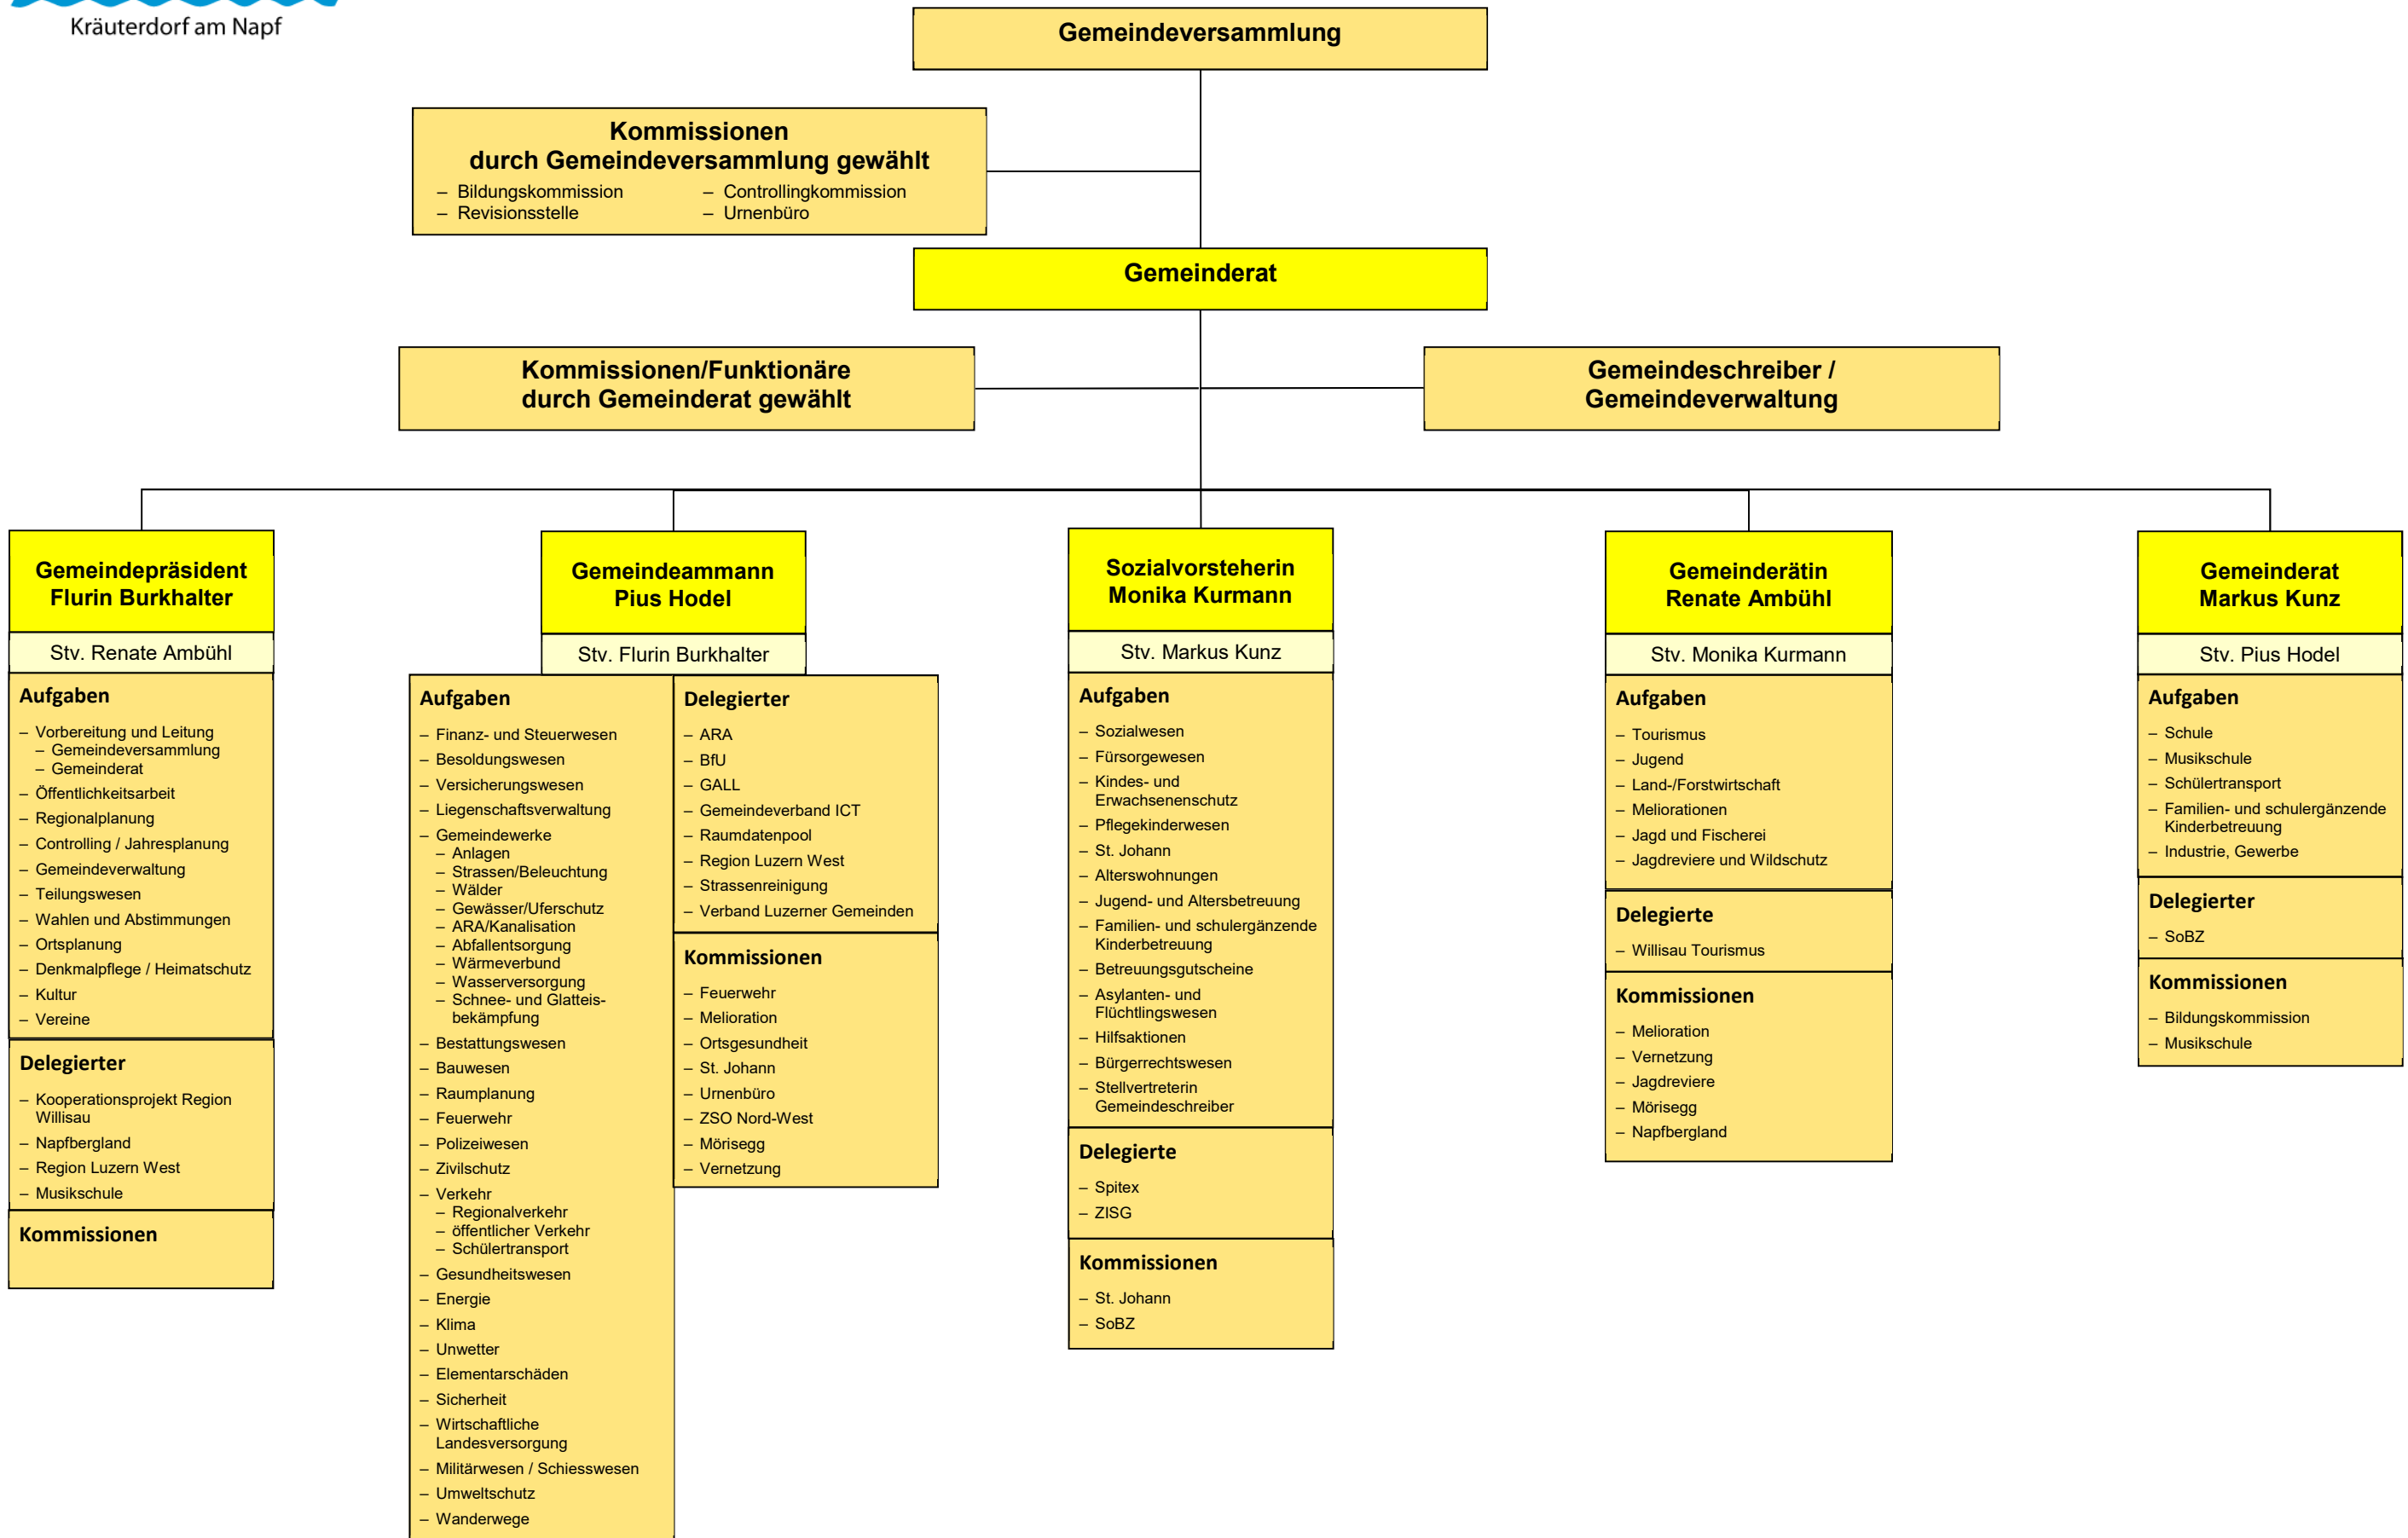 Kräuterdorf am Napf
Gemeindeversammlung
Kommissionen
durch Gemeindeversammlung gewählt
– Bildungskommission – Controllingkommission
– Revisionsstelle – Urnenbüro
Gemeinderat
Kommissionen/Funktionäre
durch Gemeinderat gewählt
Gemeindeschreiber /
Gemeindeverwaltung
Gemeindepräsident
Flurin Burkhalter
Stv. Renate Ambühl
Aufgaben
– Vorbereitung und Leitung
– Gemeindeversammlung
– Gemeinderat
– Öffentlichkeitsarbeit
– Regionalplanung
– Controlling / Jahresplanung
– Gemeindeverwaltung
– Teilungswesen
– Wahlen und Abstimmungen
– Ortsplanung
– Denkmalpflege / Heimatschutz
– Kultur
– Vereine
Delegierter
– Kooperationsprojekt Region
Willisau
– Napfbergland
– Region Luzern West
– Musikschule
Kommissionen
Gemeindeammann
Pius Hodel
Stv. Flurin Burkhalter
Aufgaben
– Finanz- und Steuerwesen
– Besoldungswesen
– Versicherungswesen
– Liegenschaftsverwaltung
– Gemeindewerke
– Anlagen
– Strassen/Beleuchtung
– Wälder
– Gewässer/Uferschutz
– ARA/Kanalisation
– Abfallentsorgung
– Wärmeverbund
– Wasserversorgung
– Schnee- und Glatteis-
bekämpfung
– Bestattungswesen
– Bauwesen
– Raumplanung
– Feuerwehr
– Polizeiwesen
– Zivilschutz
– Verkehr
– Regionalverkehr
– öffentlicher Verkehr
– Schülertransport
– Gesundheitswesen
– Energie
– Klima
– Unwetter
– Elementarschäden
– Sicherheit
– Wirtschaftliche
Landesversorgung
– Militärwesen / Schiesswesen
– Umweltschutz
– Wanderwege
Delegierter
– ARA
– BfU
– GALL
– Gemeindeverband ICT
– Raumdatenpool
– Region Luzern West
– Strassenreinigung
– Verband Luzerner Gemeinden
Kommissionen
– Feuerwehr
– Melioration
– Ortsgesundheit
– St. Johann
– Urnenbüro
– ZSO Nord-West
– Mörisegg
– Vernetzung
Sozialvorsteherin
Monika Kurmann
Stv. Markus Kunz
Aufgaben
– Sozialwesen
– Fürsorgewesen
– Kindes- und
Erwachsenenschutz
– Pflegekinderwesen
– St. Johann
– Alterswohnungen
– Jugend- und Altersbetreuung
– Familien- und schulergänzende
Kinderbetreuung
– Betreuungsgutscheine
– Asylanten- und
Flüchtlingswesen
– Hilfsaktionen
– Bürgerrechtswesen
– Stellvertreterin
Gemeindeschreiber
Delegierte
– Spitex
– ZISG
Kommissionen
– St. Johann
– SoBZ
Gemeinderätin
Renate Ambühl
Stv. Monika Kurmann
Aufgaben
– Tourismus
– Jugend
– Land-/Forstwirtschaft
– Meliorationen
– Jagd und Fischerei
– Jagdreviere und Wildschutz
Delegierte
– Willisau Tourismus
Kommissionen
– Melioration
– Vernetzung
– Jagdreviere
– Mörisegg
– Napfbergland
Gemeinderat
Markus Kunz
Stv. Pius Hodel
Aufgaben
– Schule
– Musikschule
– Schülertransport
– Familien- und schulergänzende
Kinderbetreuung
– Industrie, Gewerbe
Delegierter
– SoBZ
Kommissionen
– Bildungskommission
– Musikschule